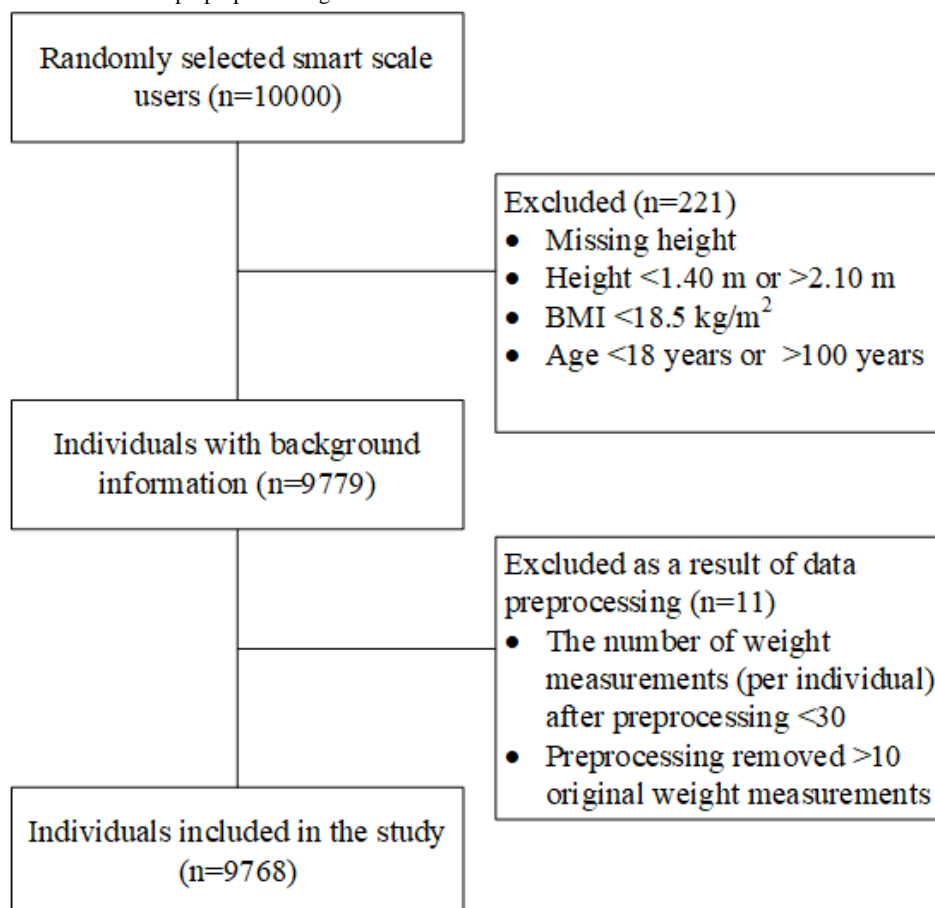 Randomly selected smart scale
users (n=10000)
Excluded (n=221)
● Missing height
● Height <1.40 m or >2.10 m
● BMI <18.5 kg/m²
● Age <18 years or >100 years
Individuals with background
information (n=9779)
Excluded as a result of data
preprocessing (n=11)
● The number of weight
measurements (per individual)
after preprocessing <30
● Preprocessing removed >10
original weight measurements
Individuals included in the study
(n=9768)